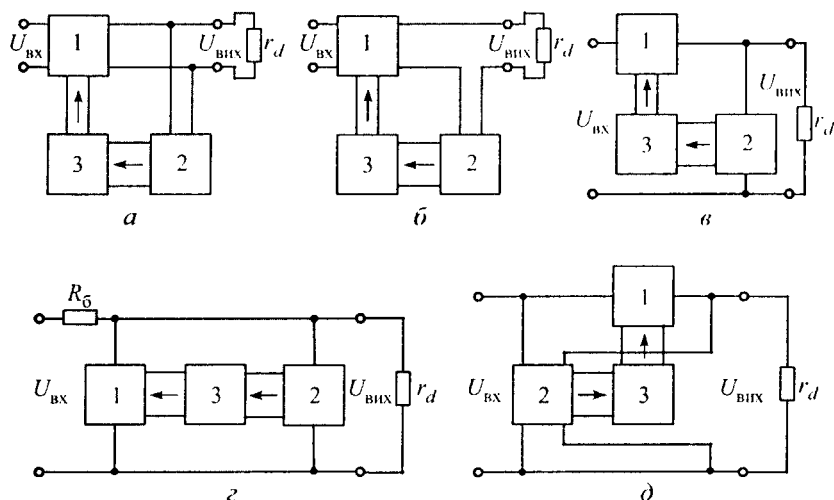 U_вх 1 U_вих r_d
3 2
а
U_вх 1 U_вих r_d
3 2
б
1
U_вх 3 2 U_вих r_d
в
R_б
U_вх 1 3 2 U_вих r_d
г
1
U_вх 2 3 U_вих r_d
д